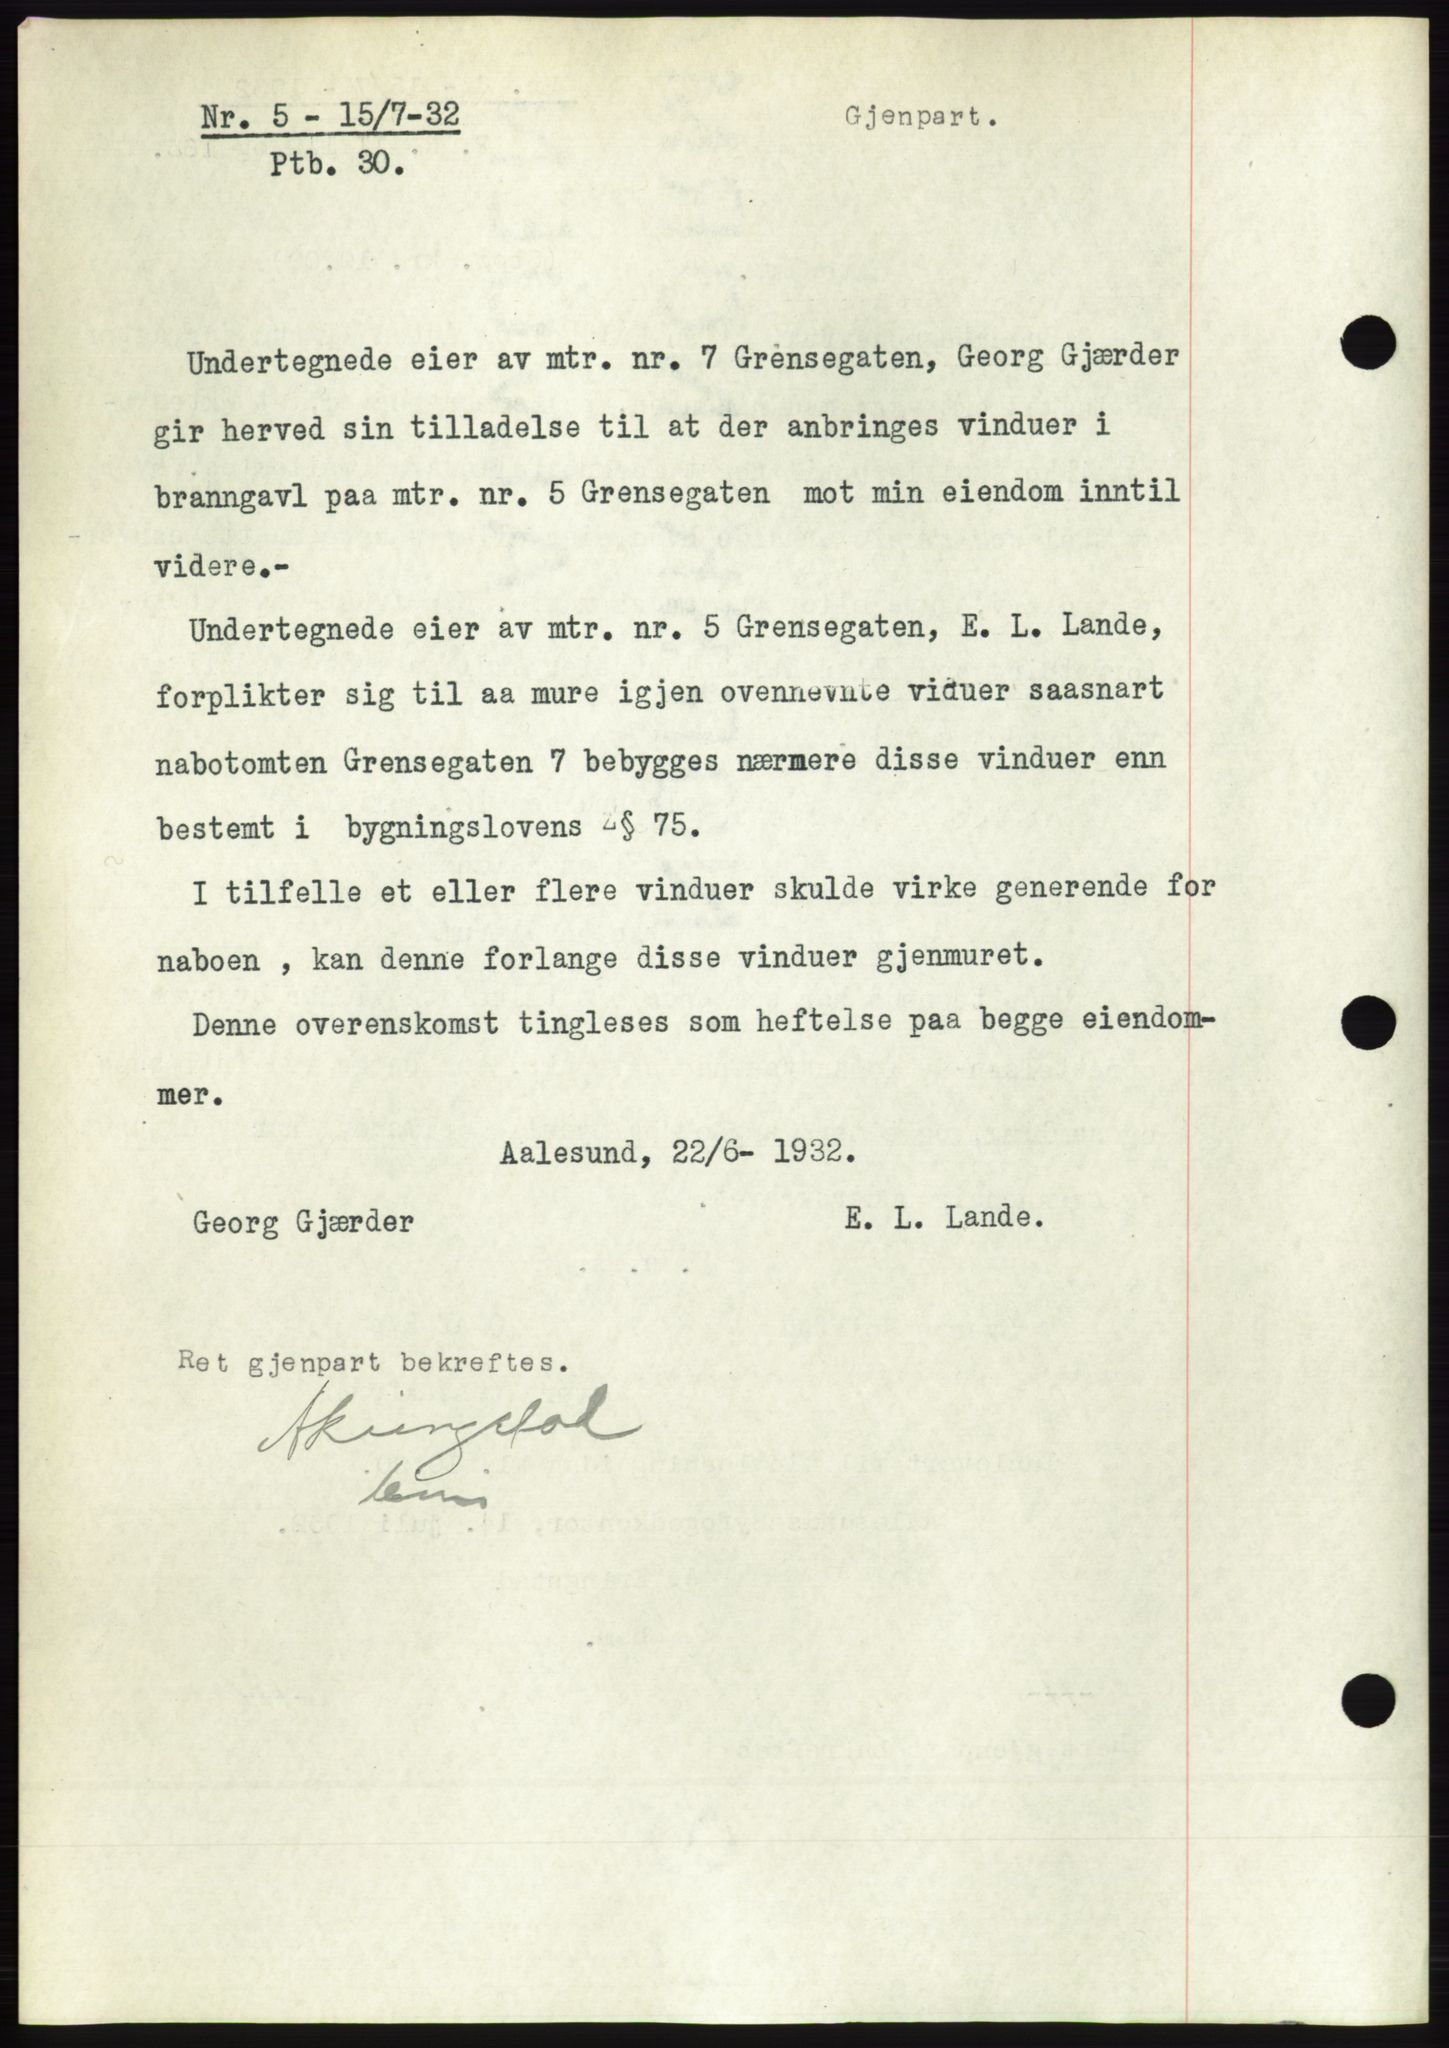 Nr. 5 - 15/7-32
Gjenpart.
Ptb. 30.
Undertegnede eier av mtr. nr. 7 Grensegaten, Georg Gjærder
gir herved sin tilladelse til at der anbringes vinduer i
branngavl paa mtr. nr. 5 Grensegaten mot min eiendom inntil
videre.-
Undertegnede eier av mtr. nr. 5 Grensegaten, E. L. Lande,
forplikter sig til aa mure igjen ovennevnte viduer saasnart
nabotomten Grensegaten 7 bebygges nærmere disse vinduer enn
bestemt i bygningslovens § 75.
I tilfelle et eller flere vinduer skulde virke generende for
naboen , kan denne forlange disse vinduer gjenmuret.
Denne overenskomst tingleses som heftelse paa begge eiendom-
mer.
Aalesund, 22/6- 1932.
Georg Gjærder
E. L. Lande.
Ret gjenpart bekreftes.